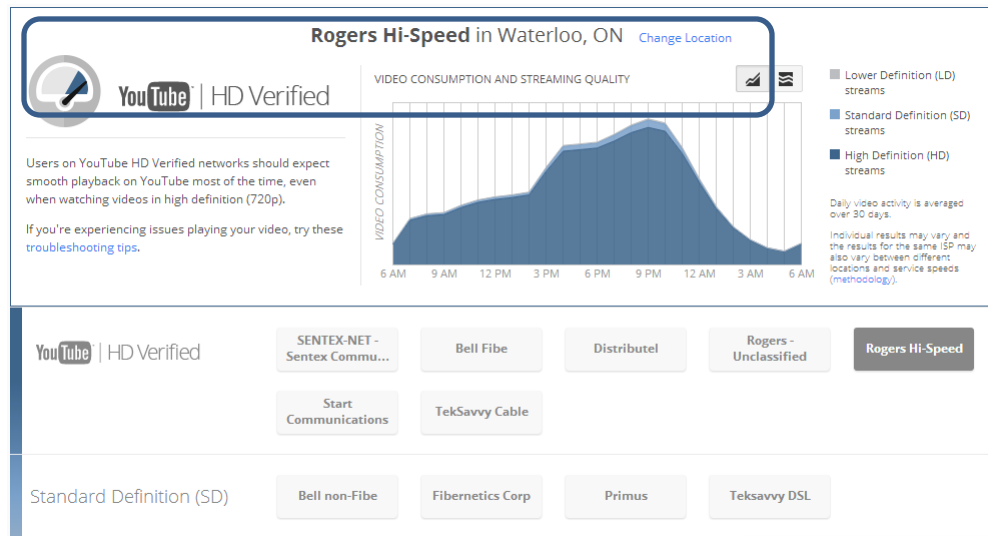 Rogers Hi-Speed in Waterloo, ON Change Location
YouTube | HD Verified
Users on YouTube HD Verified networks should expect
smooth playback on YouTube most of the time, even
when watching videos in high definition (720p).
If you're experiencing issues playing your video, try these
troubleshooting tips.
VIDEO CONSUMPTION AND STREAMING QUALITY
VIDEO CONSUMPTION
6 AM 9 AM 12 PM 3 PM 6 PM 9 PM 12 AM 3 AM 6 AM
Lower Definition (LD)
streams
Standard Definition (SD)
streams
High Definition (HD)
streams
Daily video activity is averaged
over 30 days.
Individual results may vary and
the results for the same ISP may
also vary between different
locations and service speeds
(methodology).
YouTube | HD Verified
SENTEX-NET -
Sentex Commu...
Bell Fibe
Distributel
Rogers -
Unclassified
Rogers Hi-Speed
Start
Communications
TekSavvy Cable
Standard Definition (SD)
Bell non-Fibe
Fibernetics Corp
Primus
Teksavvy DSL